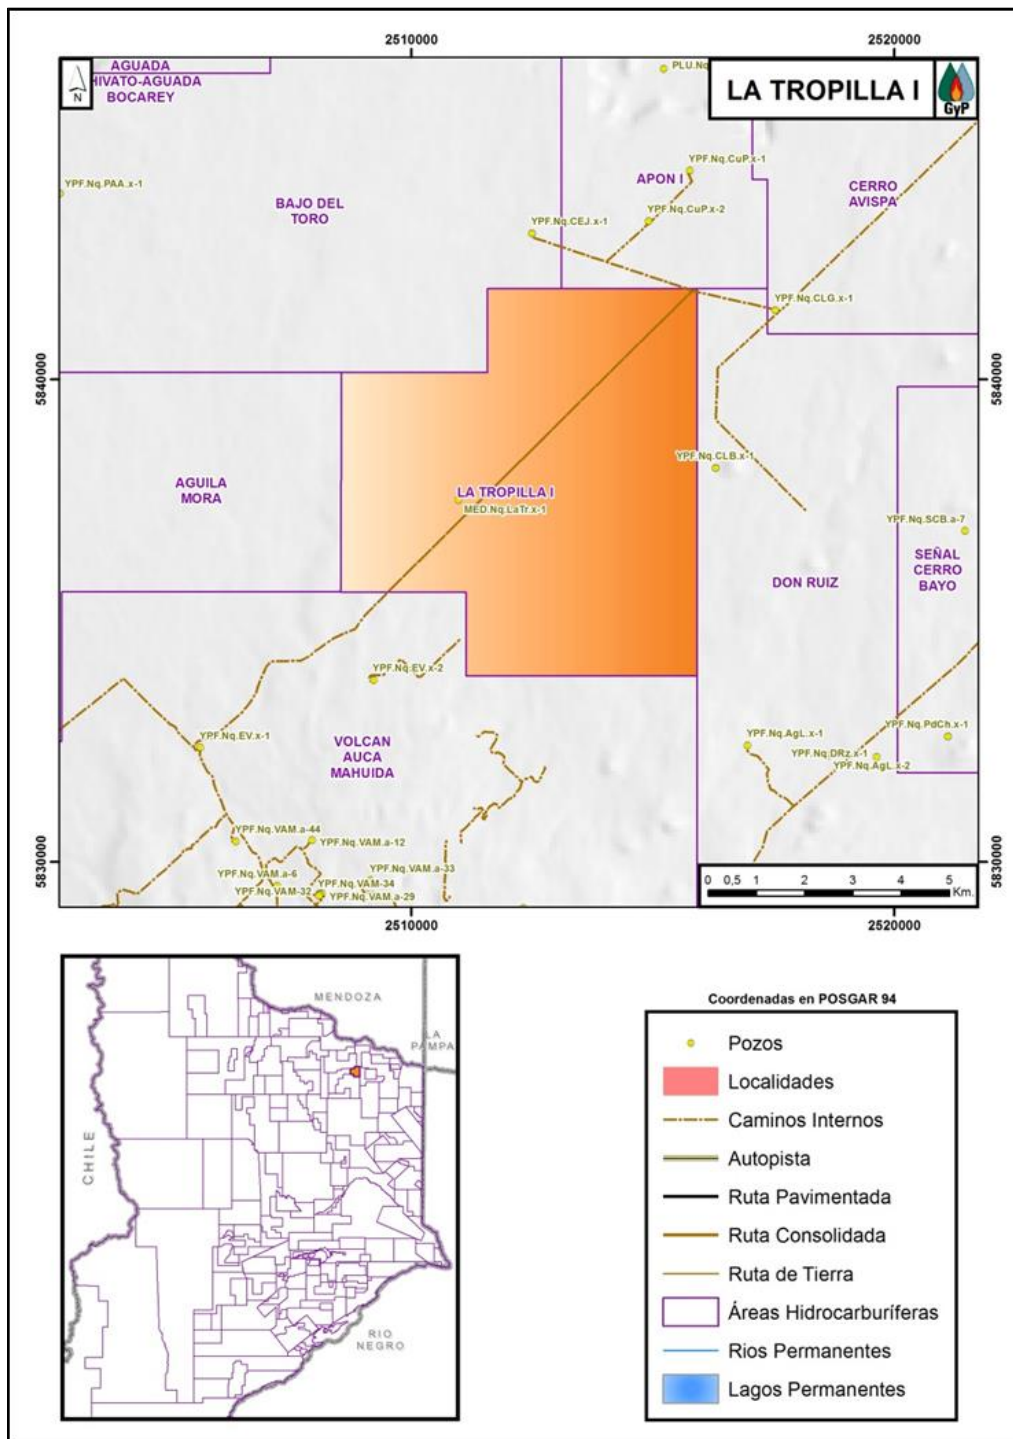 2510000
2520000
AGUADA
HIVATO-AGUADA
BOCAREY
N
PLU.Nq
LA TROPILLA I
GyP
YPF.Nq.PAA.x-1
BAJO DEL
TORO
YPF.Nq.CuP.x-1
APON I
CERRO
AVISPA
YPF.Nq.CEJ.x-1
YPF.Nq.CuP.x-2
YPF.Nq.CLG.x-1
5840000
5840000
AGUILA
MORA
YPF.Nq.CLB.x-1
LA TROPILLA I
MED.Nq.LaTr.x-1
YPF.Nq.SCB.a-7
SEÑAL
CERRO
BAYO
DON RUIZ
YPF.Nq.EV.x-2
YPF.Nq.EV.x-1
VOLCAN
AUCA
MAHUIDA
YPF.Nq.AgL.x-1
YPF.Nq.PdCh.x-1
YPF.Nq.DRz.x-1
YPF.Nq.AgL.x-2
YPF.Nq.VAM.a-44
YPF.Nq.VAM.a-12
YPF.Nq.VAM.a-6
YPF.Nq.VAM.a-33
YPF.Nq.VAM-32
YPF.Nq.VAM-34
YPF.Nq.VAM.a-29
5830000
5830000
0 0,5 1 2 3 4 5
Km.
2510000
2520000
MENDOZA
LA
PAMPA
CHILE
RIO
NEGRO
Coordenadas en POSGAR 94
Pozos
Localidades
Caminos Internos
Autopista
Ruta Pavimentada
Ruta Consolidada
Ruta de Tierra
Áreas Hidrocarburíferas
Rios Permanentes
Lagos Permanentes